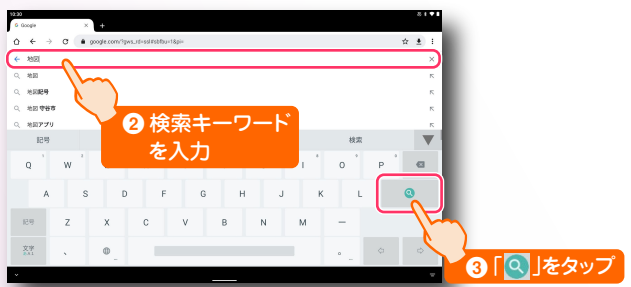 10:30
Google × +
google.com/?gws_rd=ssl#sbfbu=1&pi=
地図 ×
地図
地図記号
地図 守谷市
地図アプリ
❷ 検索キーワード
を入力
記号 検索
Q W I O P
A S D F G H J K L
記号 Z X C V B N M ー
文字 、 。
❸「 」をタップ